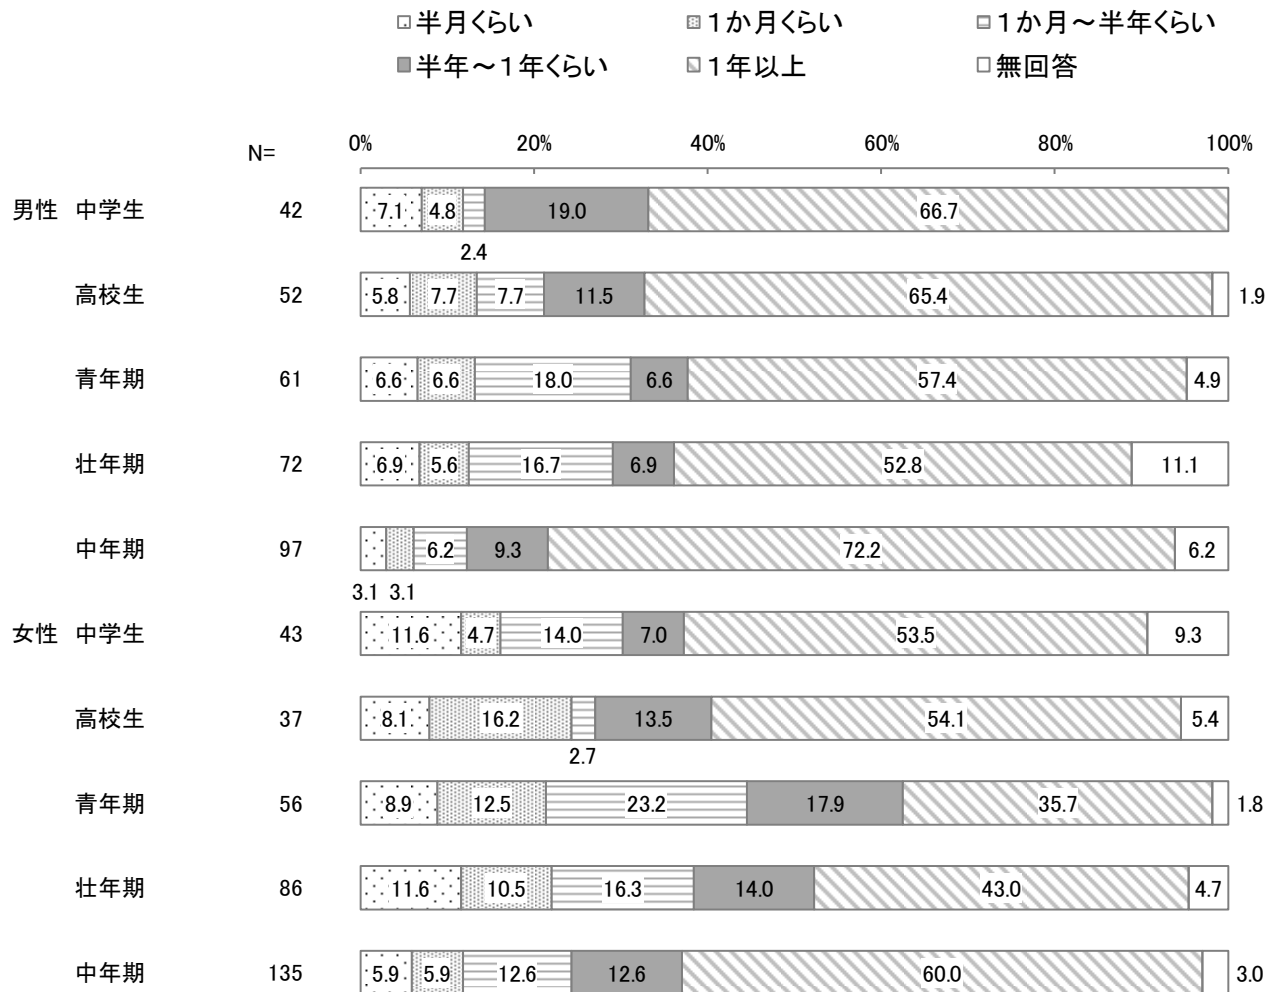 半月くらい １か月くらい １か月～半年くらい
半年～１年くらい １年以上 無回答
N= 0% 20% 40% 60% 80% 100%
男性 中学生 42 7.1 4.8 19.0 66.7
2.4
高校生 52 5.8 7.7 7.7 11.5 65.4 1.9
青年期 61 6.6 6.6 18.0 6.6 57.4 4.9
壮年期 72 6.9 5.6 16.7 6.9 52.8 11.1
中年期 97 6.2 9.3 72.2 6.2
3.1 3.1
女性 中学生 43 11.6 4.7 14.0 7.0 53.5 9.3
高校生 37 8.1 16.2 13.5 54.1 5.4
2.7
青年期 56 8.9 12.5 23.2 17.9 35.7 1.8
壮年期 86 11.6 10.5 16.3 14.0 43.0 4.7
中年期 135 5.9 5.9 12.6 12.6 60.0 3.0